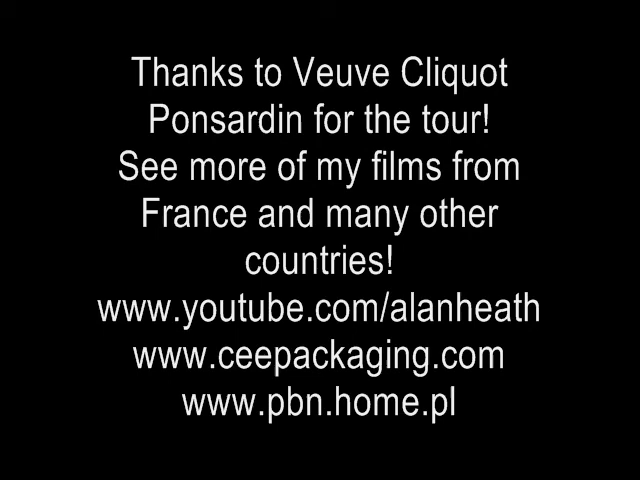 Thanks to Veuve Cliquot
Ponsardin for the tour!
See more of my films from
France and many other
countries!
www.youtube.com/alanheath
www.ceepackaging.com
www.pbn.home.pl